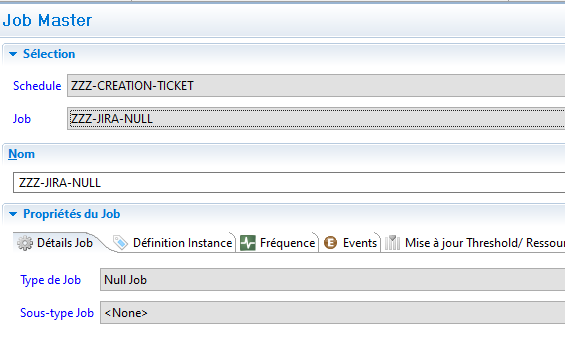 Job Master
Sélection
Schedule ZZZ-CREATION-TICKET
Job ZZZ-JIRA-NULL
Nom
ZZZ-JIRA-NULL
Propriétés du Job
Détails Job Définition Instance Fréquence Events Mise à jour Threshold/ Ressour
Type de Job Null Job
Sous-type Job <None>